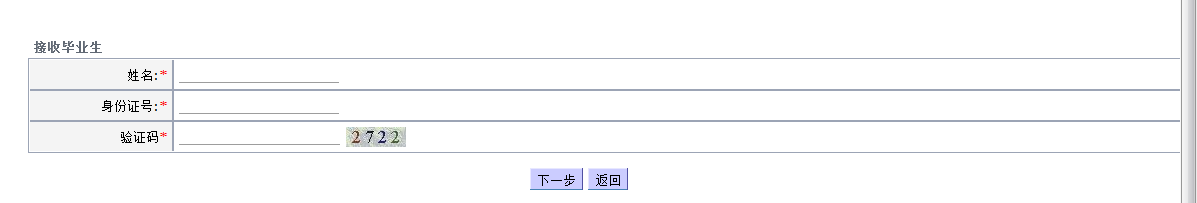 接收毕业生
姓名:*
身份证号:*
验证码* 2722
下一步 返回